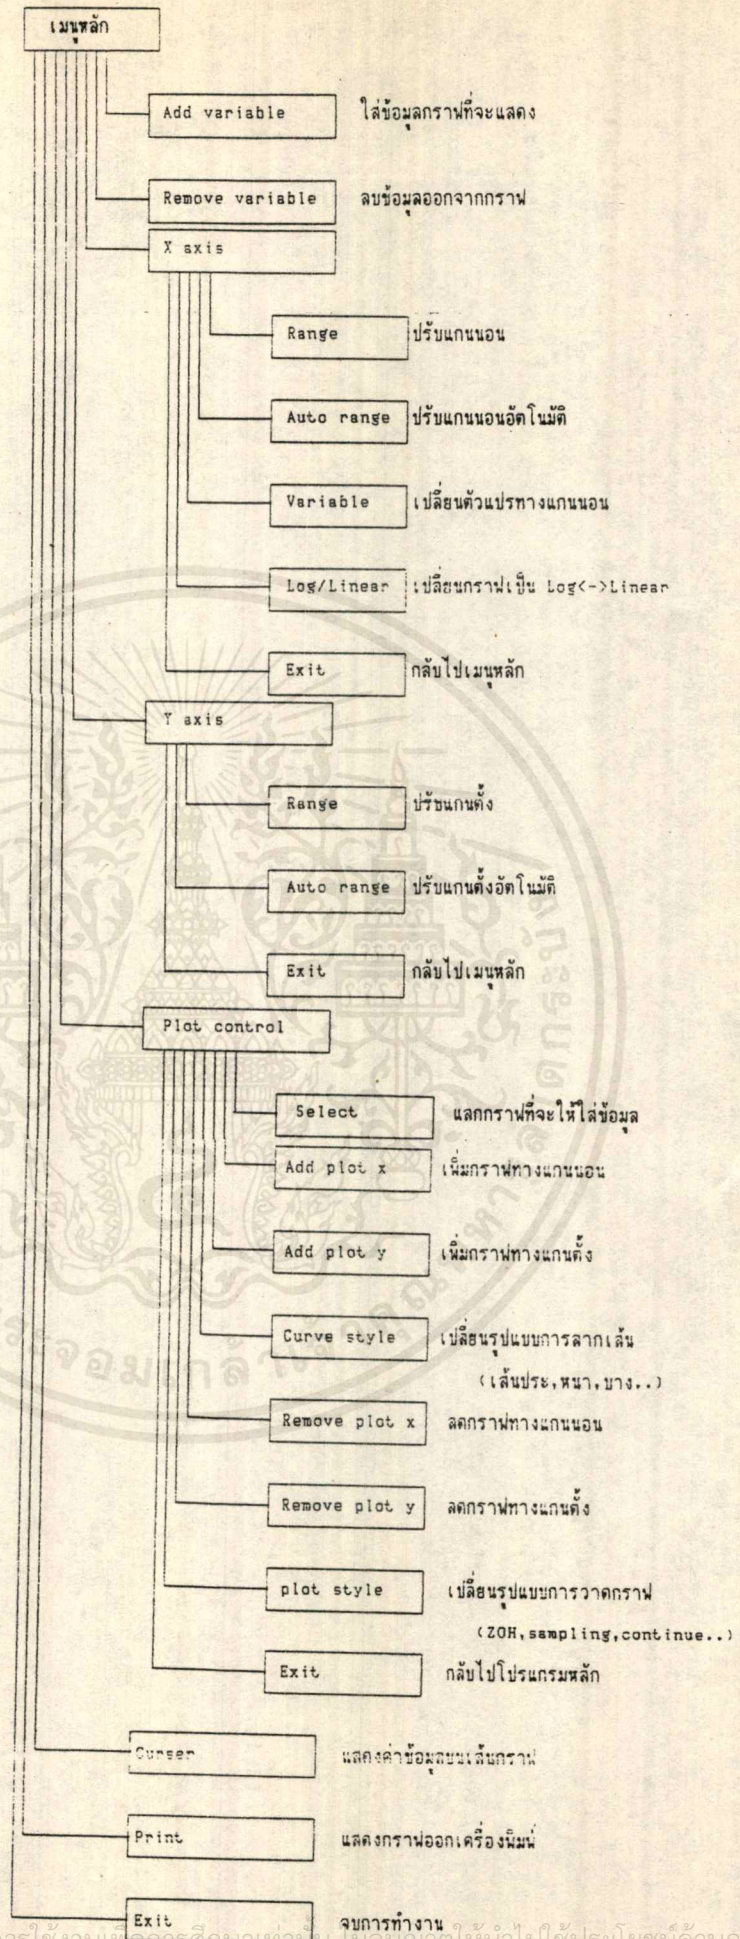 เมนูหลัก
Add variable ใส่ข้อมูลกราฟที่จะแสดง
Remove variable ลบข้อมูลออกจากกราฟ
X axis
Range ปรับแกนนอน
Auto range ปรับแกนนอนอัตโนมัติ
Variable เปลี่ยนตัวแปรทางแกนนอน
Log/Linear เปลี่ยนกราฟเป็น Log<->Linear
Exit กลับไปเมนูหลัก
Y axis
Range ปรับแกนตั้ง
Auto range ปรับแกนตั้งอัตโนมัติ
Exit กลับไปเมนูหลัก
Plot control
Select แลกกราฟที่จะให้ใส่ข้อมูล
Add plot x เพิ่มกราฟทางแกนนอน
Add plot y เพิ่มกราฟทางแกนตั้ง
Curve style เปลี่ยนรูปแบบการลากเส้น
(เส้นประ,หนา,บาง..)
Remove plot x ลดกราฟทางแกนนอน
Remove plot y ลดกราฟทางแกนตั้ง
plot style เปลี่ยนรูปแบบการวาดกราฟ
(ZOH,sampling,continue..)
Exit กลับไปโปรแกรมหลัก
Curser แสดงค่าข้อมูลบนเส้นกราฟ
Print แสดงกราฟออกเครื่องพิมพ์
Exit จบการทำงาน